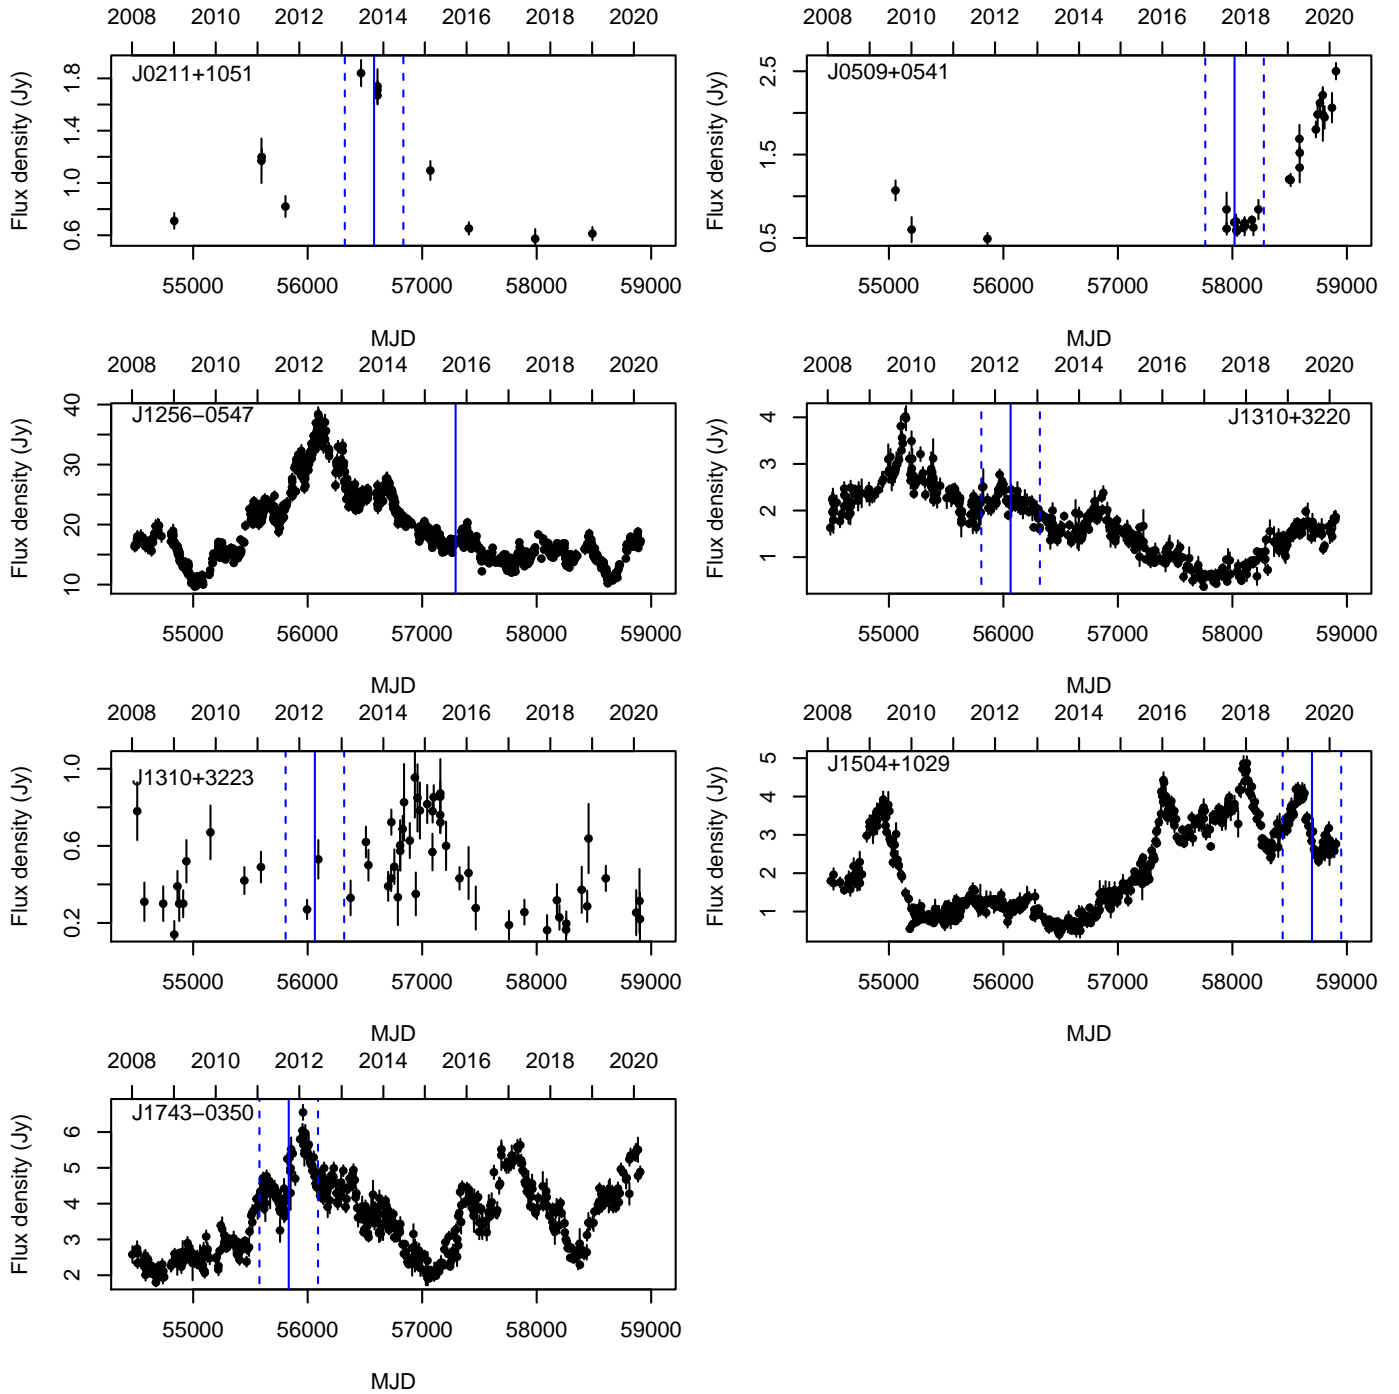 2008 2010 2012 2014 2016 2018 2020
Flux density (Jy)
0.6 1.0 1.4 1.8
J0211+1051
55000 56000 57000 58000 59000
MJD
2008 2010 2012 2014 2016 2018 2020
Flux density (Jy)
0.5 1.5 2.5
J0509+0541
55000 56000 57000 58000 59000
MJD
2008 2010 2012 2014 2016 2018 2020
Flux density (Jy)
10 20 30 40
J1256−0547
55000 56000 57000 58000 59000
MJD
2008 2010 2012 2014 2016 2018 2020
Flux density (Jy)
1 2 3 4
J1310+3220
55000 56000 57000 58000 59000
MJD
2008 2010 2012 2014 2016 2018 2020
Flux density (Jy)
0.2 0.6 1.0
J1310+3223
55000 56000 57000 58000 59000
MJD
2008 2010 2012 2014 2016 2018 2020
Flux density (Jy)
1 2 3 4 5
J1504+1029
55000 56000 57000 58000 59000
MJD
2008 2010 2012 2014 2016 2018 2020
Flux density (Jy)
2 3 4 5 6
J1743−0350
55000 56000 57000 58000 59000
MJD